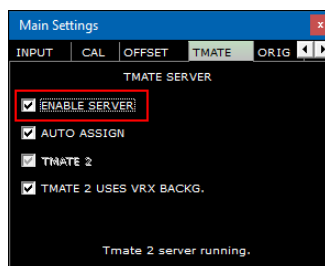 Main Settings
x
INPUT CAL OFFSET TMATE ORIG
TMATE SERVER
ENABLE SERVER
AUTO ASSIGN
TMATE 2
TMATE 2 USES VRX BACKG.
Tmate 2 server running.